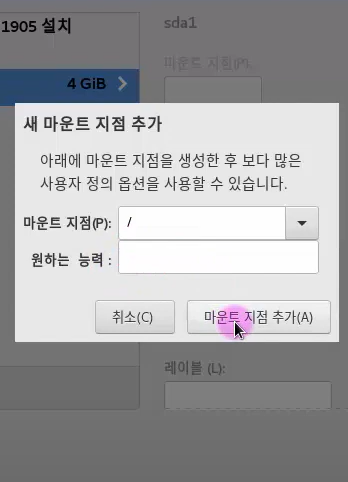 1905 설치
sda1
마운트 지점(P):
4 GiB
새 마운트 지점 추가
아래에 마운트 지점을 생성한 후 보다 많은
사용자 정의 옵션을 사용할 수 있습니다.
마운트 지점(P): /
원하는 능력 :
취소(C) 마운트 지점 추가(A)
레이블 (L):